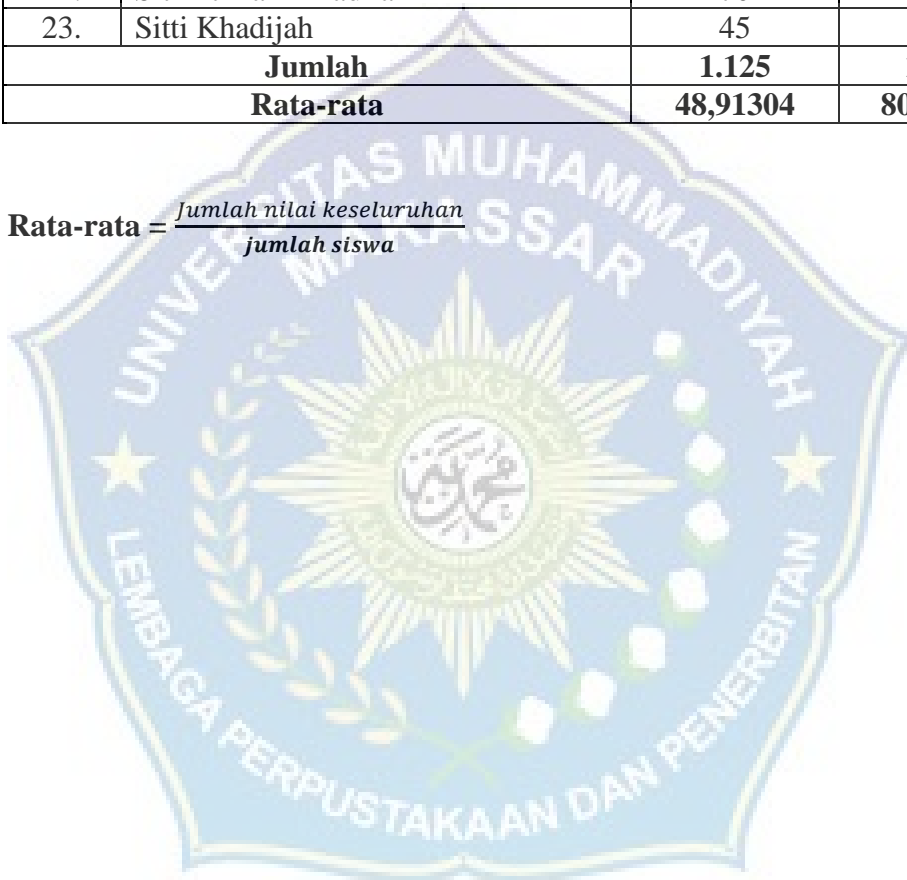 23. Sitti Khadijah 45
Jumlah 1.125
Rata-rata 48,91304 80
Rata-rata = Jumlah nilai keseluruhan
jumlah siswa
UNIVERSITAS MUHAMMADIYAH
MAKASSAR
LEMBAGA PERPUSTAKAAN DAN PENERBITAN